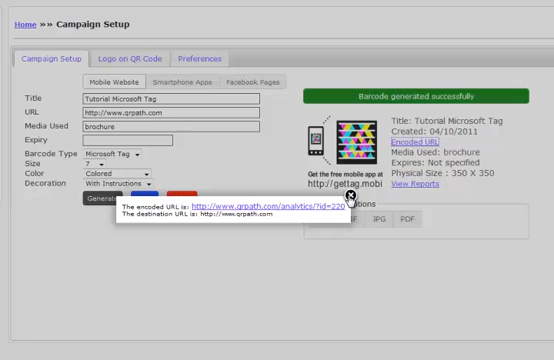 Home »» Campaign Setup
Campaign Setup Logo on QR Code Preferences
Mobile Website Smartphone Apps Facebook Pages
Title Tutorial Microsoft Tag
URL http://www.qrpath.com
Media Used brochure
Expiry
Barcode Type Microsoft Tag
Size 7
Color Colored
Decoration With Instructions
Barcode generated successfully
Get the free mobile app at
http://gettag.mobi
Title: Tutorial Microsoft Tag
Created: 04/10/2011
Encoded URL
Media Used: brochure
Expires: Not specified
Physical Size : 350 X 350
View Reports
The encoded URL is: http://www.qrpath.com/analytics/?id=220
The destination URL is: http://www.qrpath.com
JPG PDF